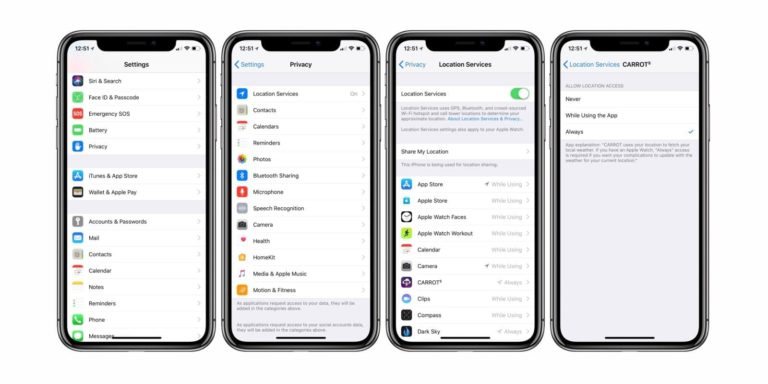 12:51
Settings
Siri & Search
Face ID & Passcode
SOS
Emergency SOS
Battery
Privacy
iTunes & App Store
Wallet & Apple Pay
Accounts & Passwords
Mail
Contacts
Calendar
Notes
Reminders
Phone
Messages
12:51
Settings
Privacy
Location Services
On
Contacts
Calendars
Reminders
Photos
Bluetooth Sharing
Microphone
Speech Recognition
Camera
Health
HomeKit
Media & Apple Music
Motion & Fitness
As applications request access to your data, they will be
added in the categories above.
As applications request access to your social accounts data,
they will be added in the categories above.
12:51
Privacy
Location Services
Location Services
Location Services uses GPS, Bluetooth, and crowd-sourced
Wi-Fi hotspot and cell tower locations to determine your
approximate location. About Location Services & Privacy...
Location Services settings also apply to your Apple Watch.
Share My Location
This iPhone is being used for location sharing.
App Store While Using
Apple Store While Using
Apple Watch Faces While Using
Apple Watch Workout While Using
Calendar While Using
Camera While Using
CARROT⁵ Always
Clips While Using
Compass While Using
Dark Sky Always
12:51
Location Services
CARROT⁵
ALLOW LOCATION ACCESS
Never
While Using the App
Always
App explanation: "CARROT uses your location to fetch your
local weather. If you have an Apple Watch, "Always" access
is required if you want your complications to update with the
weather for your current location."